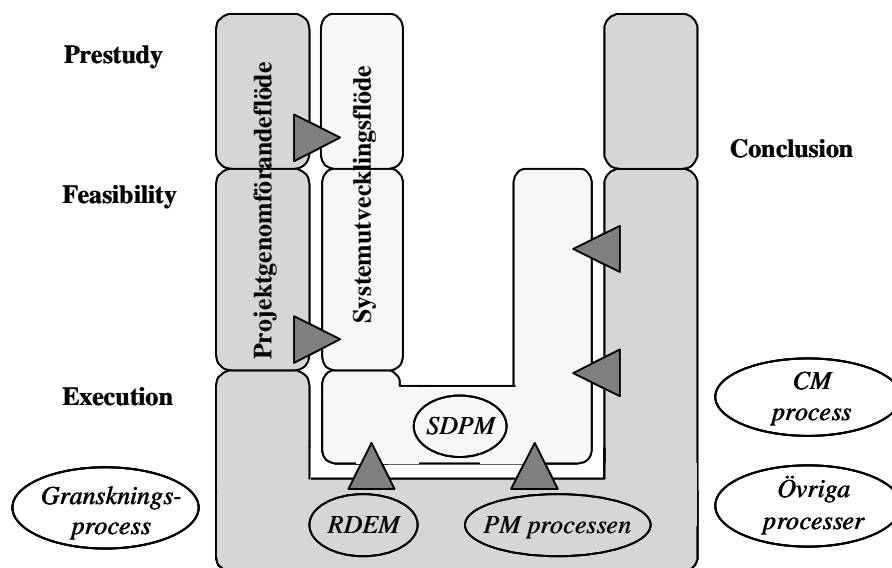 Prestudy
Projektgenomförandeflöde
Systemutvecklingsflöde
Conclusion
Feasibility
Execution
SDPM
CM
process
Gransknings-
process
RDEM
PM processen
Övriga
processer